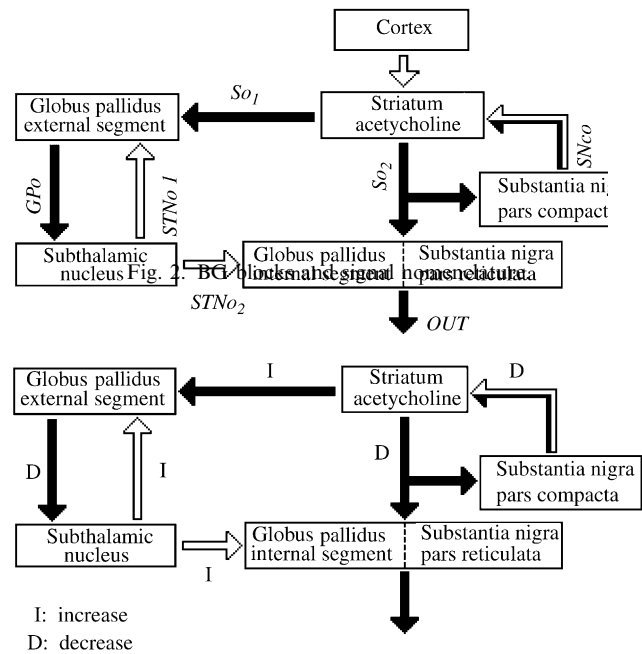 Cortex
So1
Globus pallidus
external segment
Striatum
acetycholine
GPo
STNo 1
So2
SNco
Substantia nig
pars compact
Subthalamic
nucleus
Globus pallidus
internal segment
Substantia nigra
pars reticulata
Fig. 2. BG blocks and signal nomenclature.
STNo2
OUT
I
D
Globus pallidus
external segment
Striatum
acetycholine
D
I
D
Substantia nigra
pars compacta
Subthalamic
nucleus
Globus pallidus
internal segment
Substantia nigra
pars reticulata
I
I: increase
D: decrease